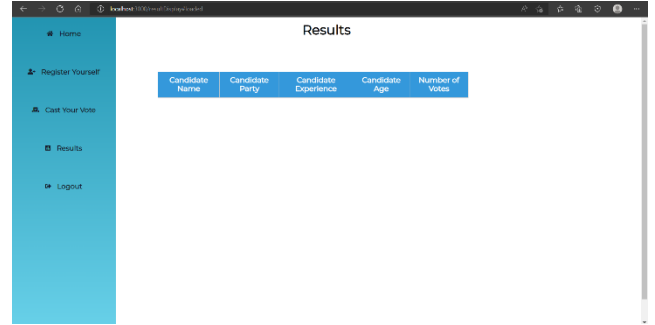 localhost
Home
Results
Register Yourself
Candidate Name
Candidate Party
Candidate Experience
Candidate Age
Number of Votes
Cast Your Vote
Results
Logout